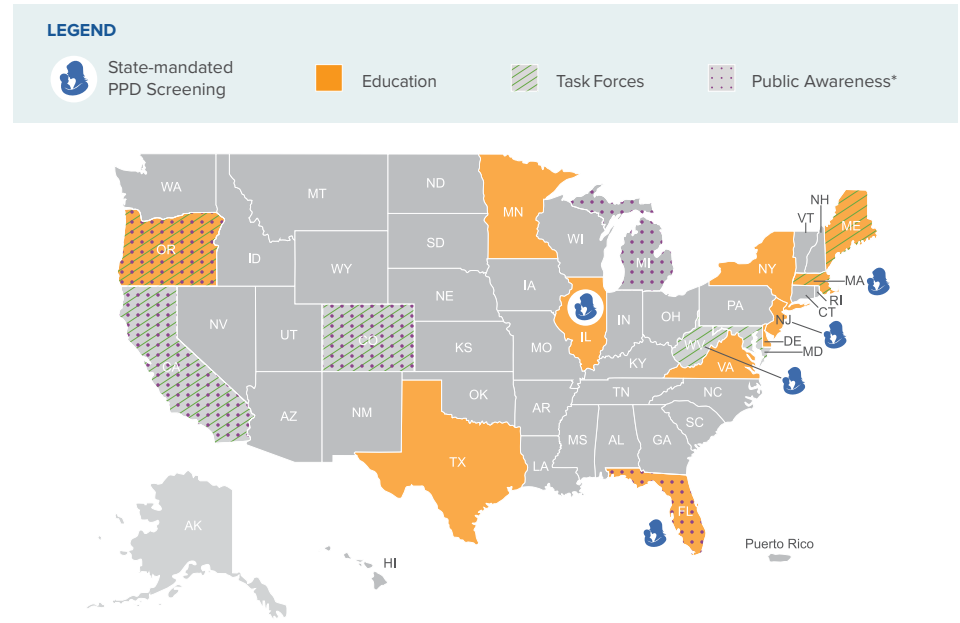 LEGEND
State-mandated
PPD Screening
Education
Task Forces
Public Awareness*
WA
MT
ND
MN
OR
ID
WY
SD
WI
MI
NY
VT
NH
ME
MA
RI
CT
NV
UT
CO
NE
IA
IL
IN
OH
PA
NJ
DE
MD
WV
VA
CA
KS
MO
KY
AZ
NM
OK
AR
TN
NC
SC
TX
LA
MS
AL
GA
FL
AK
HI
Puerto Rico